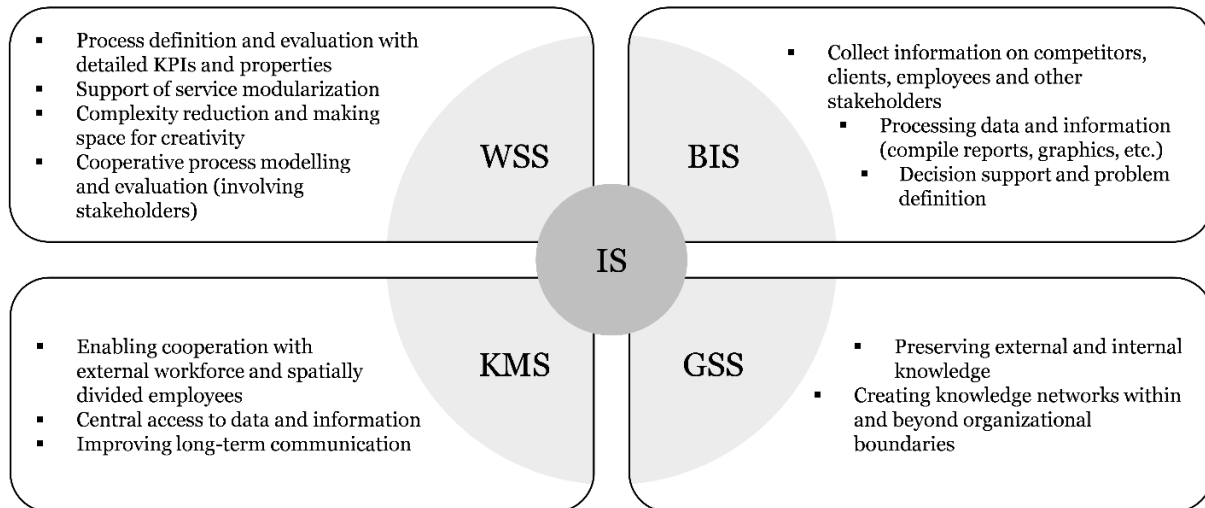 ▪ Process definition and evaluation with
detailed KPIs and properties
▪ Support of service modularization
▪ Complexity reduction and making
space for creativity
▪ Cooperative process modelling
and evaluation (involving
stakeholders)
WSS
BIS
▪ Collect information on competitors,
clients, employees and other
stakeholders
▪ Processing data and information
(compile reports, graphics, etc.)
▪ Decision support and problem
definition
IS
▪ Enabling cooperation with
external workforce and spatially
divided employees
▪ Central access to data and information
▪ Improving long-term communication
KMS
GSS
▪ Preserving external and internal
knowledge
▪ Creating knowledge networks within
and beyond organizational
boundaries